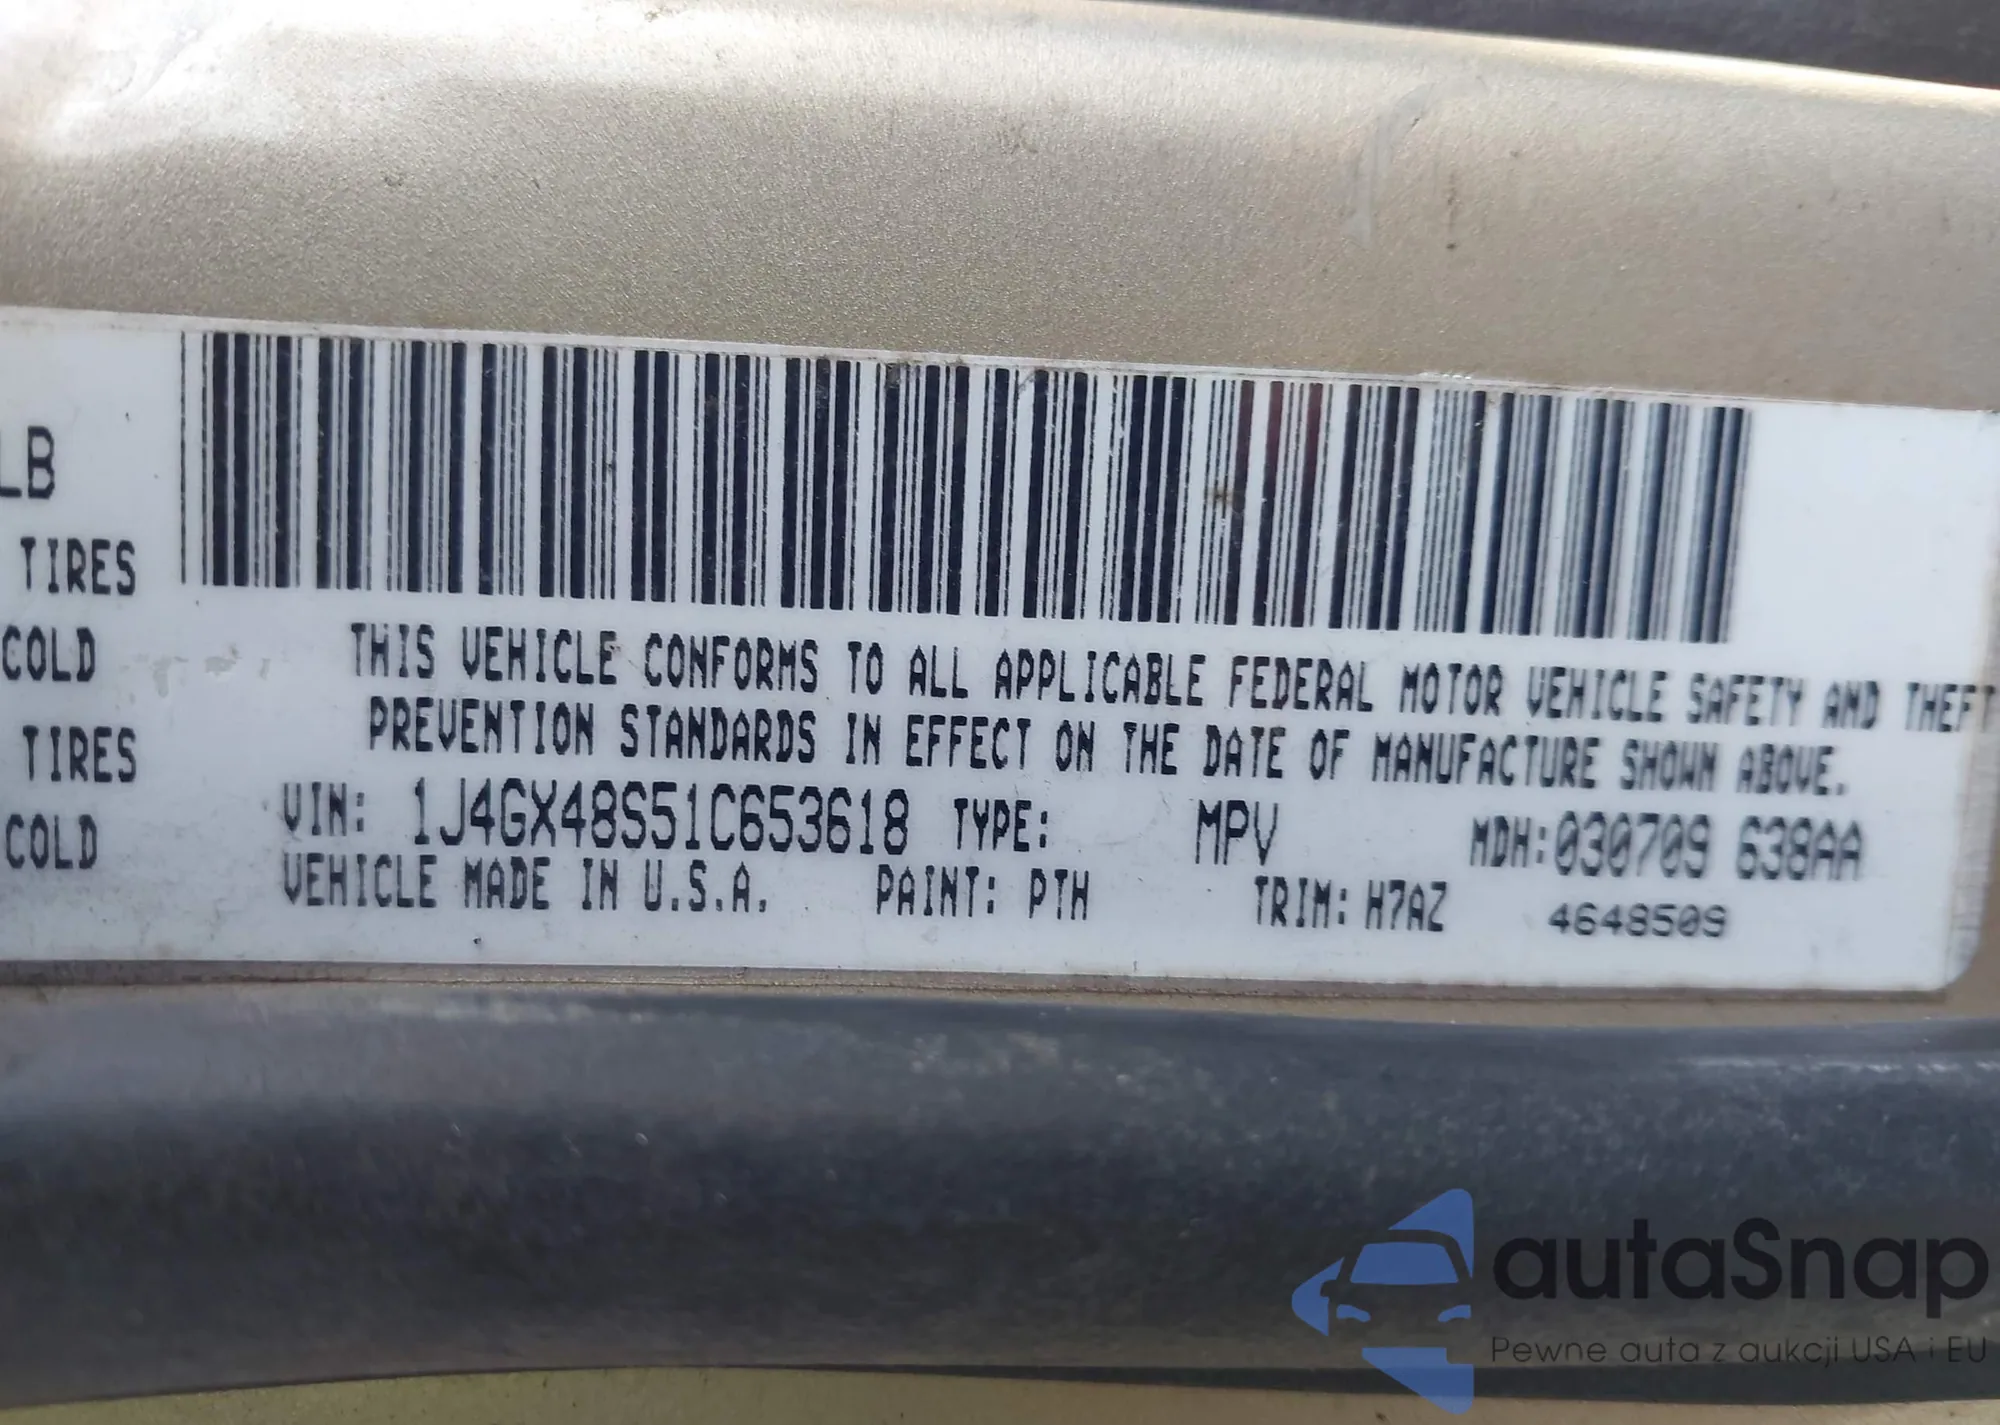 LB
TIRES
COLD
TIRES
COLD
THIS VEHICLE CONFORMS TO ALL APPLICABLE FEDERAL MOTOR VEHICLE SAFETY AND THEFT
PREVENTION STANDARDS IN EFFECT ON THE DATE OF MANUFACTURE SHOWN ABOVE.
VIN: 1J4GX48S51C653618 TYPE: MPV MDH:030709 638AA
VEHICLE MADE IN U.S.A. PAINT: PTH TRIM: H7AZ 4648509
autaSnap
Pewne auta z aukcji USA i EU